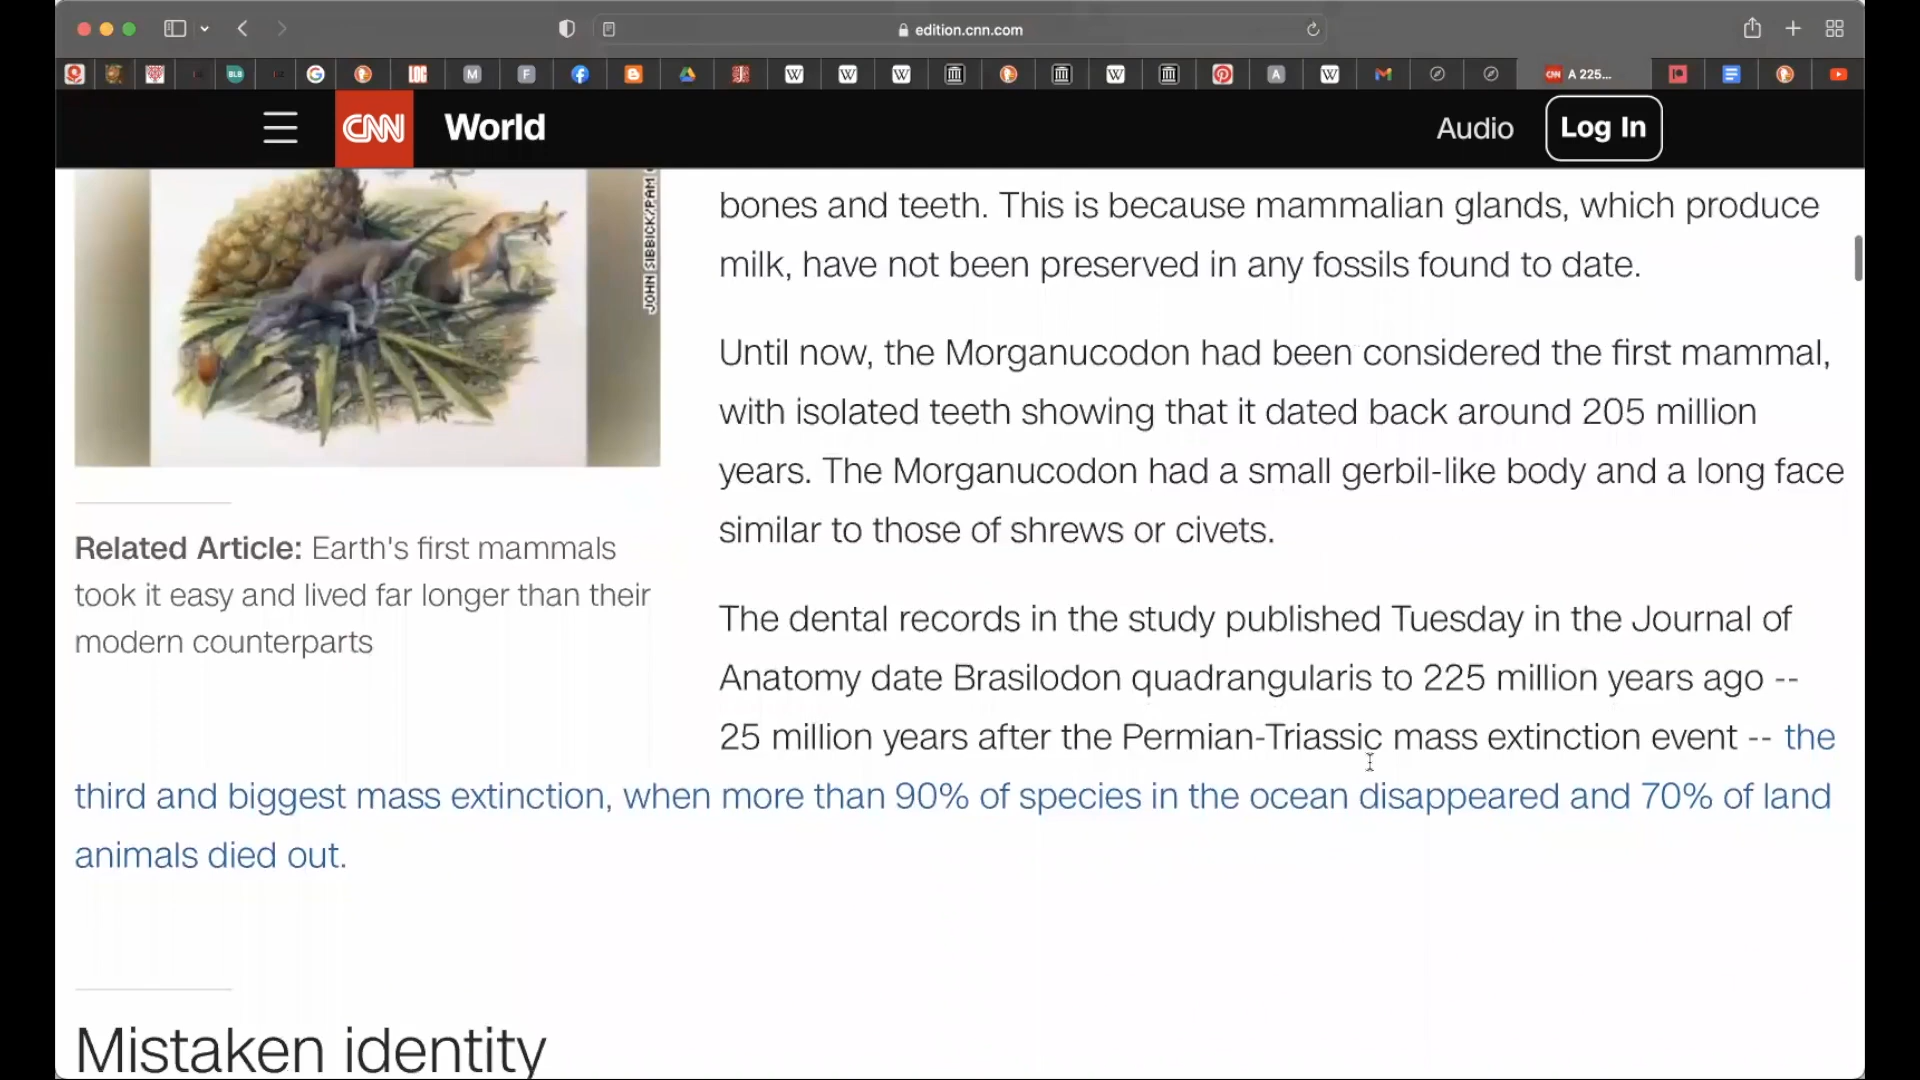 edition.cnn.com
BLB
LOC
M
F
W
W
W
W
A
W
CNN A 225...
CNN World
Audio
Log In
JOHN SIBBICK/PAM
bones and teeth. This is because mammalian glands, which produce
milk, have not been preserved in any fossils found to date.
Until now, the Morganucodon had been considered the first mammal,
with isolated teeth showing that it dated back around 205 million
years. The Morganucodon had a small gerbil-like body and a long face
similar to those of shrews or civets.
Related Article: Earth's first mammals
took it easy and lived far longer than their
modern counterparts
The dental records in the study published Tuesday in the Journal of
Anatomy date Brasilodon quadrangularis to 225 million years ago --
25 million years after the Permian-Triassic mass extinction event -- the
third and biggest mass extinction, when more than 90% of species in the ocean disappeared and 70% of land
animals died out.
Mistaken identity